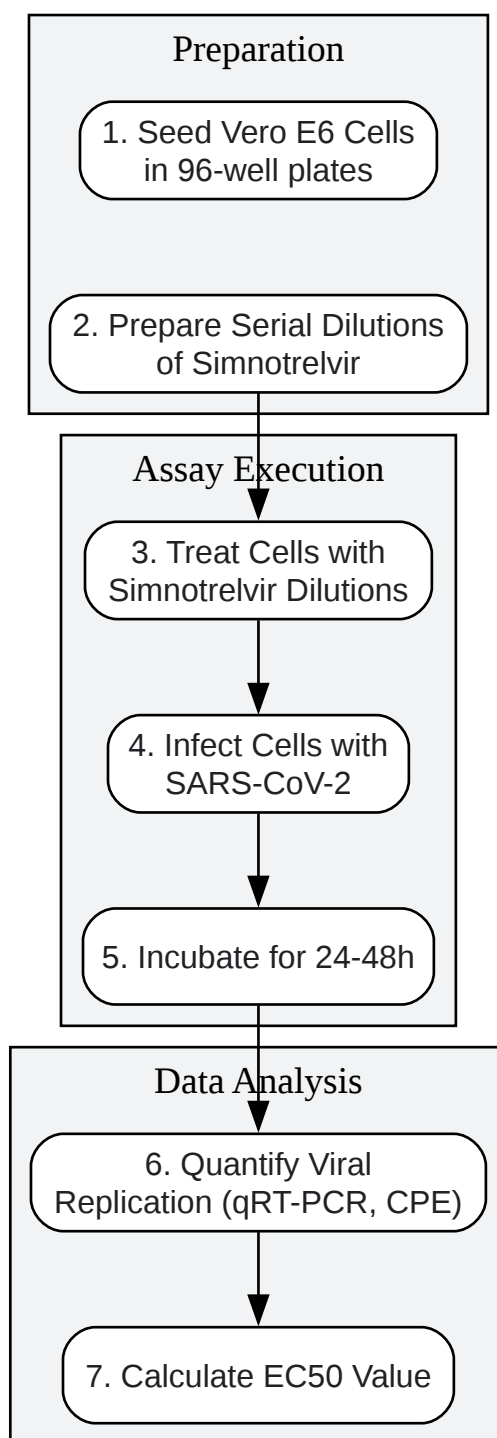 Preparation
1. Seed Vero E6 Cells
in 96-well plates
2. Prepare Serial Dilutions
of Simnotrelvir
Assay Execution
3. Treat Cells with
Simnotrelvir Dilutions
4. Infect Cells with
SARS-CoV-2
5. Incubate for 24-48h
Data Analysis
6. Quantify Viral
Replication (qRT-PCR, CPE)
7. Calculate EC50 Value